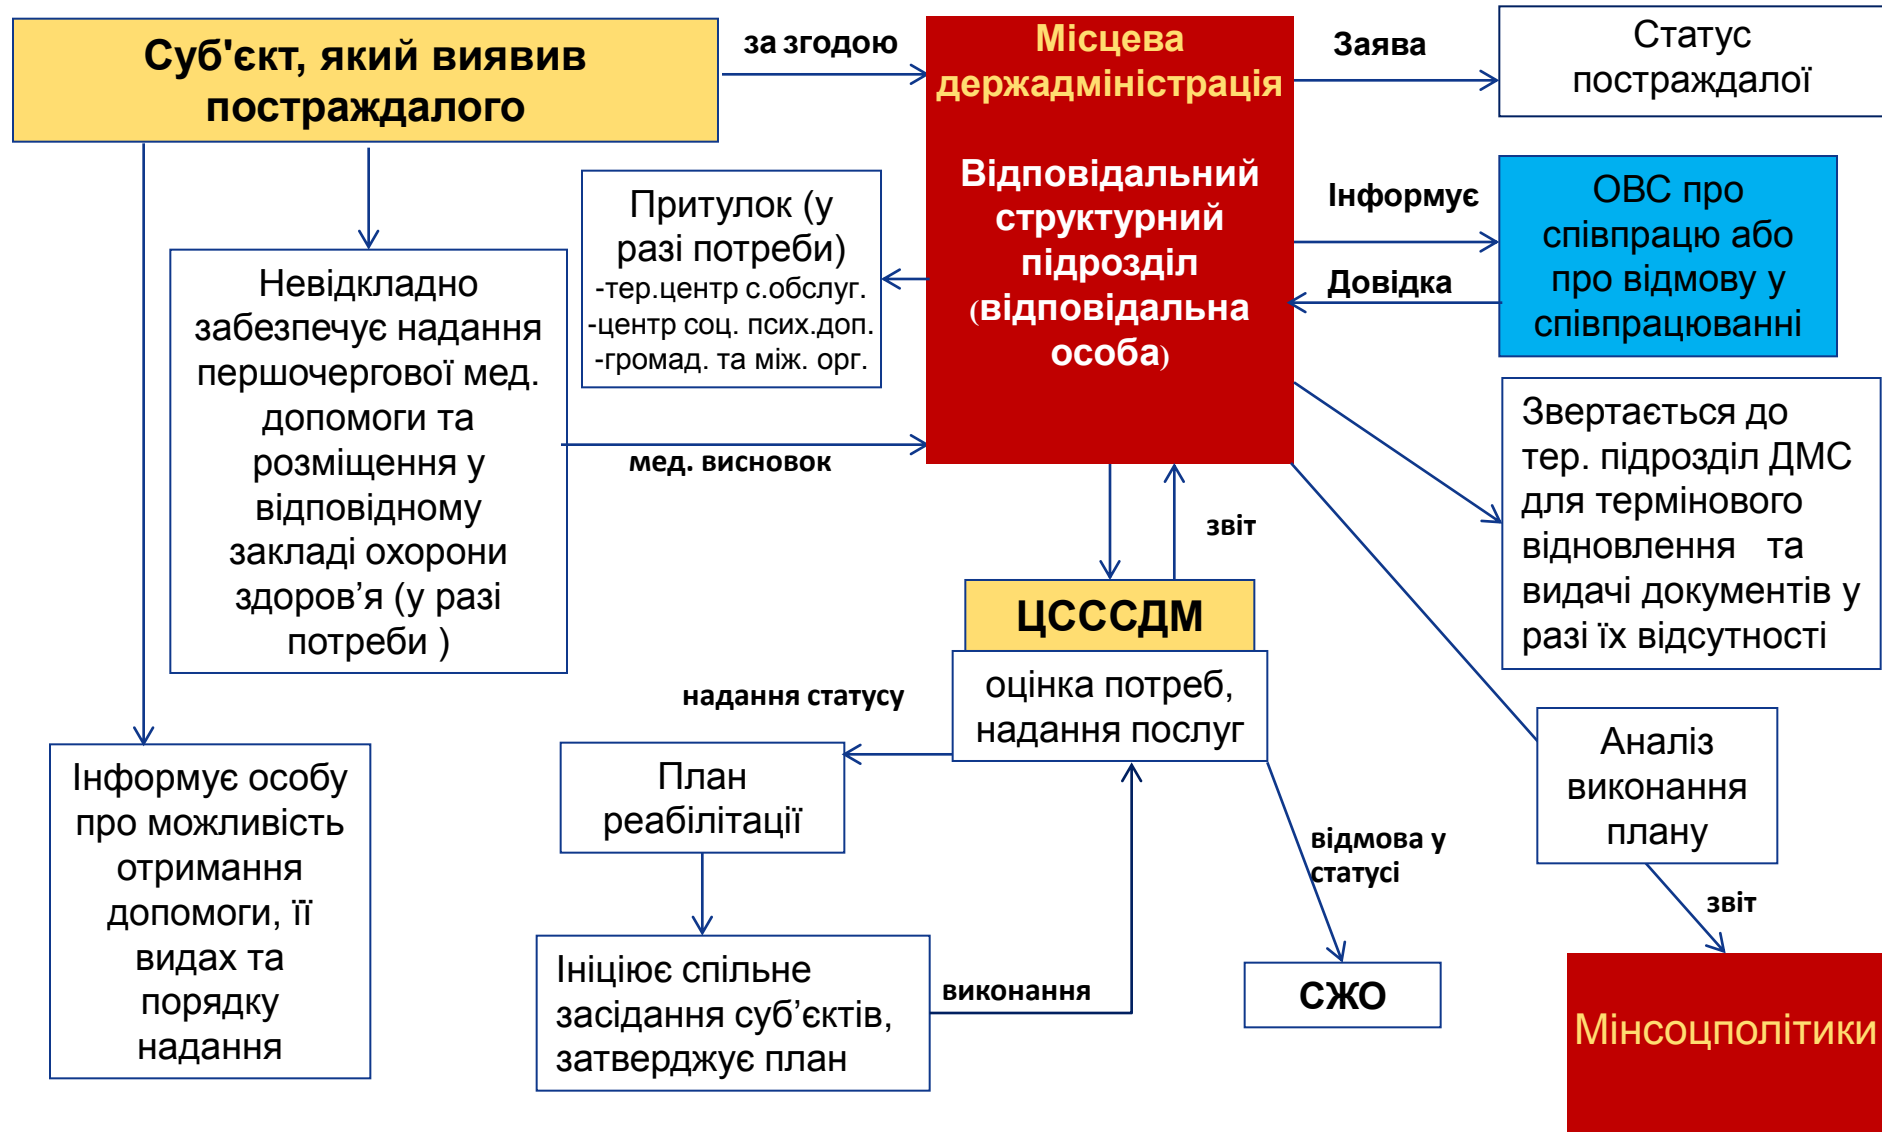 Суб'єкт, який виявив
постраждалого
за згодою
Місцева
держадміністрація
Відповідальний
структурний
підрозділ
(відповідальна
особа)
Заява
Статус
постраждалої
Інформує
ОВС про
співпрацю або
про відмову у
співпрацюванні
Довідка
Притулок (у
разі потреби)
-тер.центр с.обслуг.
-центр соц. псих.доп.
-громад. та між. орг.
Невідкладно
забезпечує надання
першочергової мед.
допомоги та
розміщення у
відповідному
закладі охорони
здоров’я (у разі
потреби )
мед. висновок
Звертається до
тер. підрозділ ДМС
для термінового
відновлення та
видачі документів у
разі їх відсутності
звіт
ЦСССДМ
оцінка потреб,
надання послуг
надання статусу
План
реабілітації
Інформує особу
про можливість
отримання
допомоги, її
видах та
порядку
надання
Ініціює спільне
засідання суб’єктів,
затверджує план
виконання
відмова у
статусі
СЖО
Аналіз
виконання
плану
звіт
Мінсоцполітики